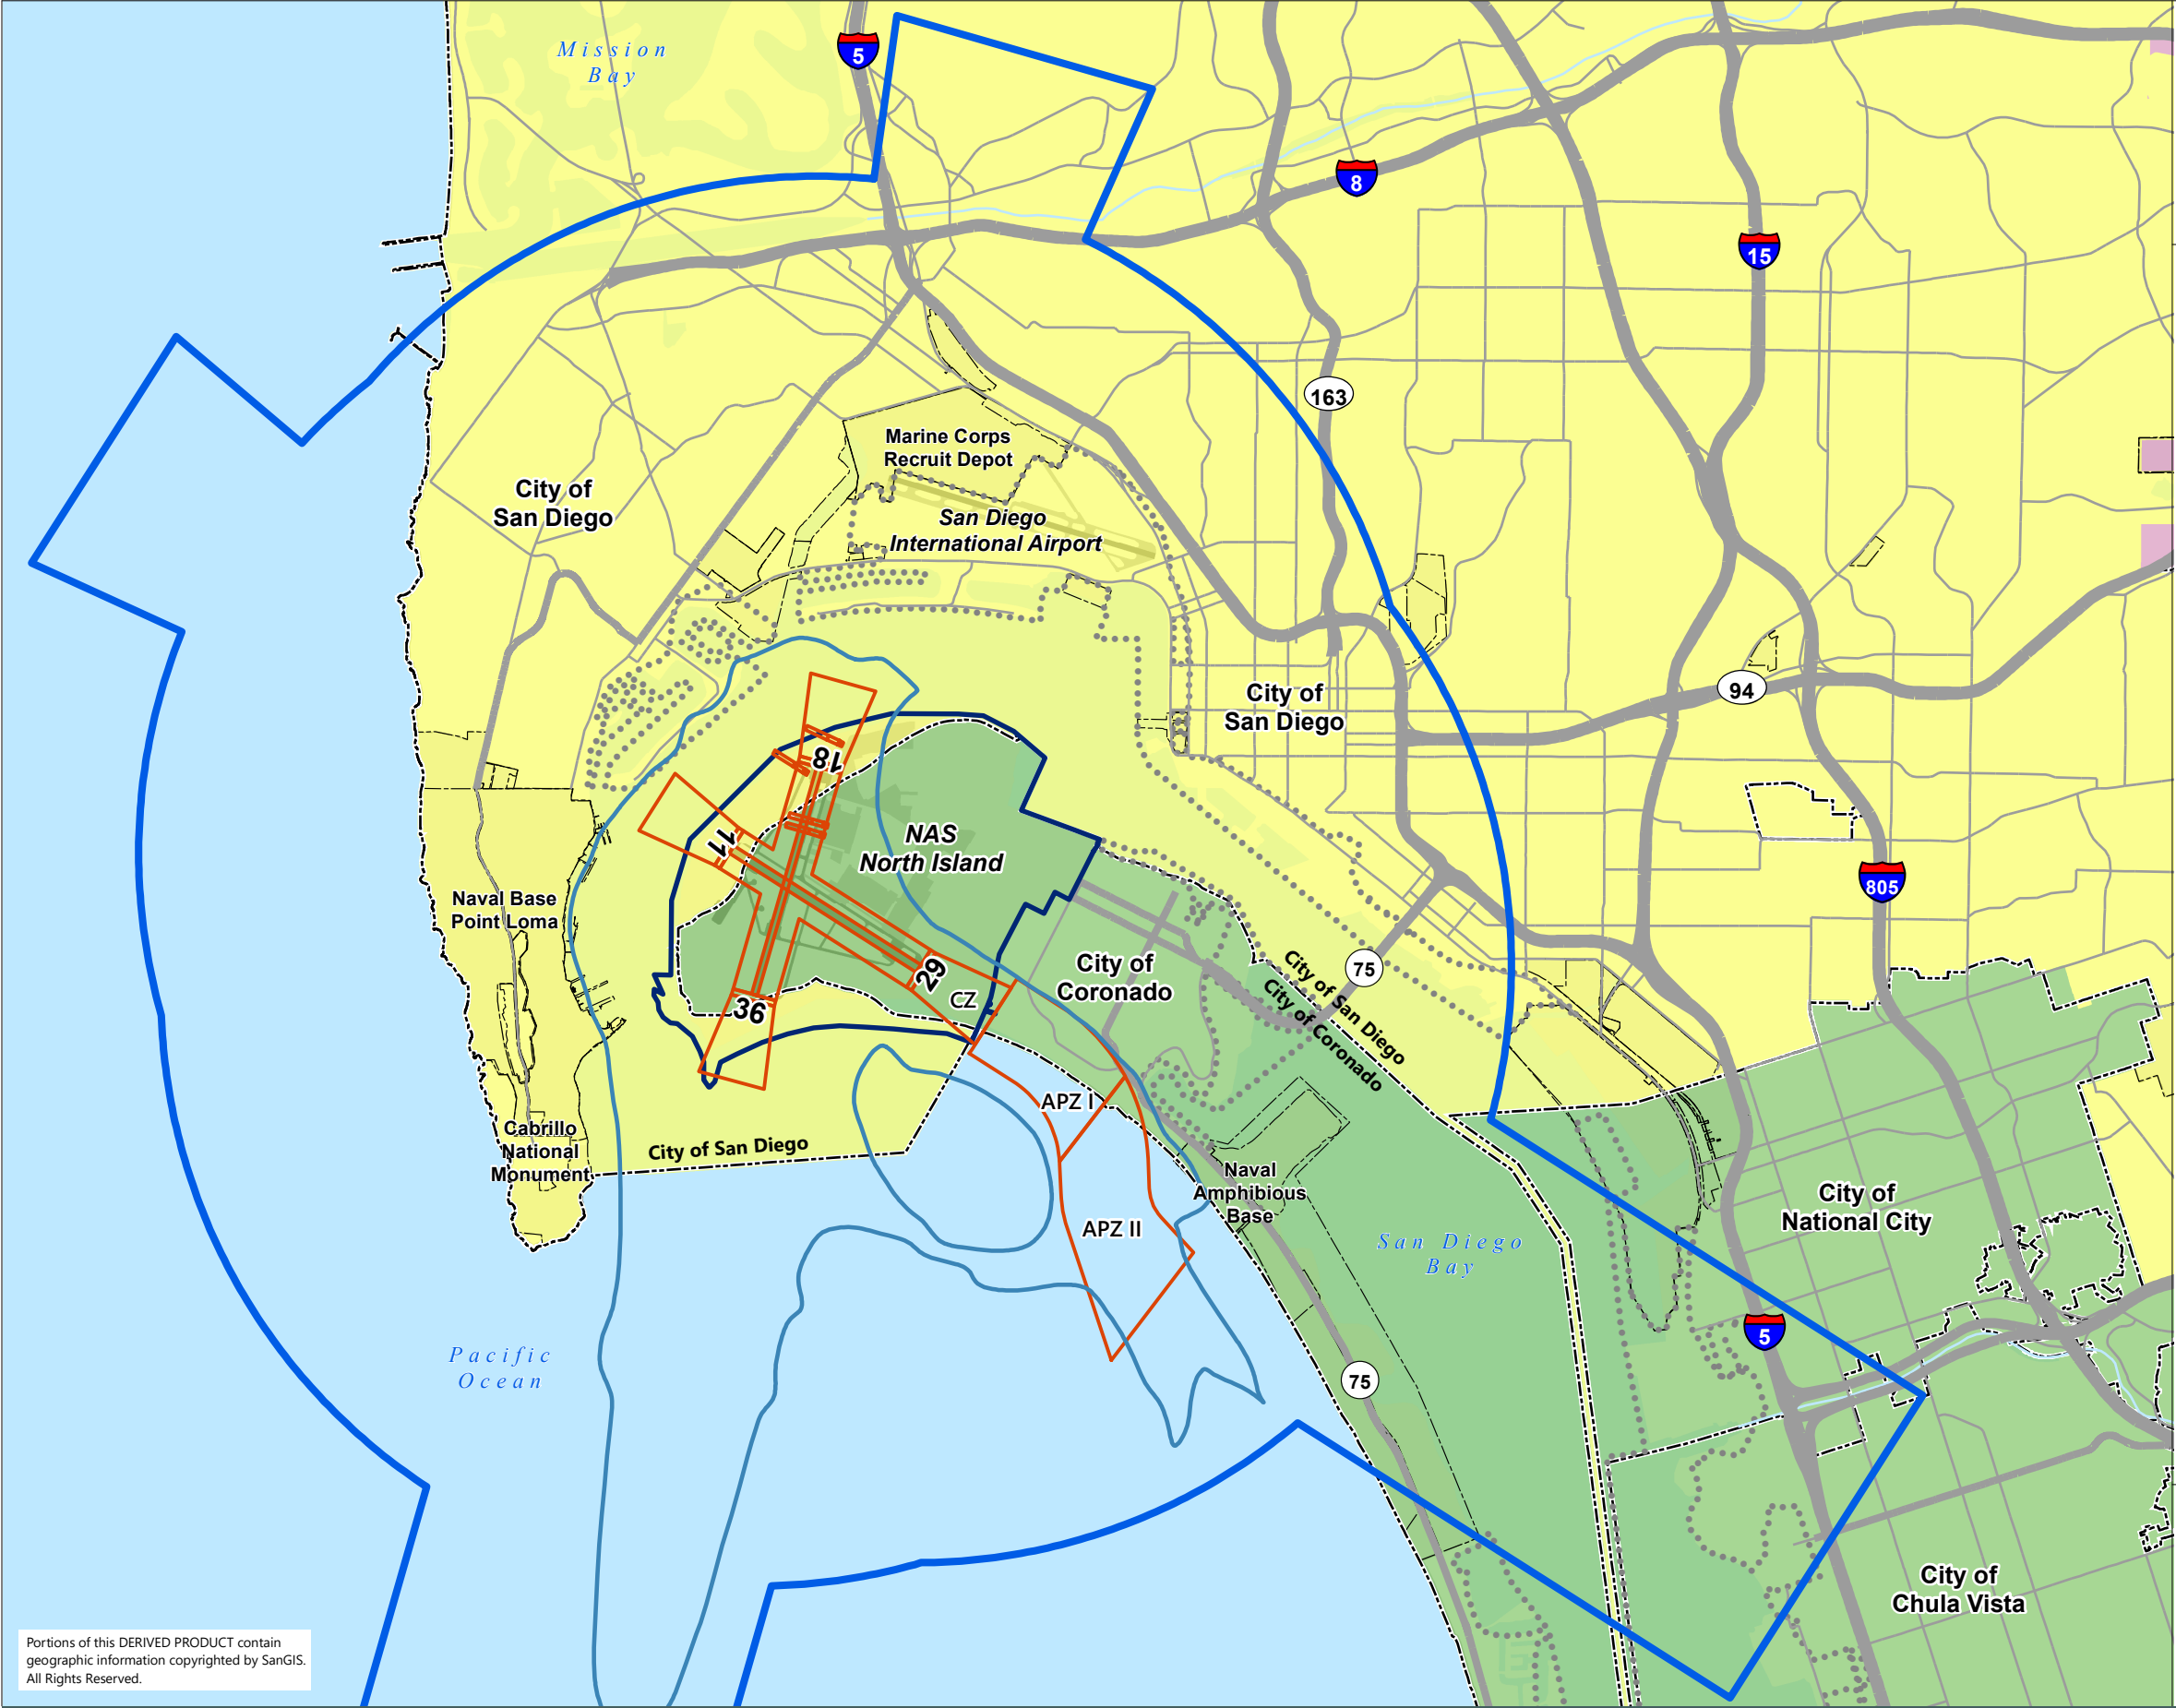 Mission
Bay
5
8
15
163
Marine Corps
Recruit Depot
City of
San Diego
San Diego
International Airport
City of
San Diego
94
18
11
NAS
North Island
805
Naval Base
Point Loma
29
36
CZ
City of
Coronado
75
City of San Diego
City of Coronado
APZ I
Cabrillo
National
Monument
City of San Diego
Naval
Amphibious
Base
APZ II
San Diego
Bay
City of
National City
5
Pacific
Ocean
75
City of
Chula Vista
Portions of this DERIVED PRODUCT contain
geographic information copyrighted by SanGIS.
All Rights Reserved.